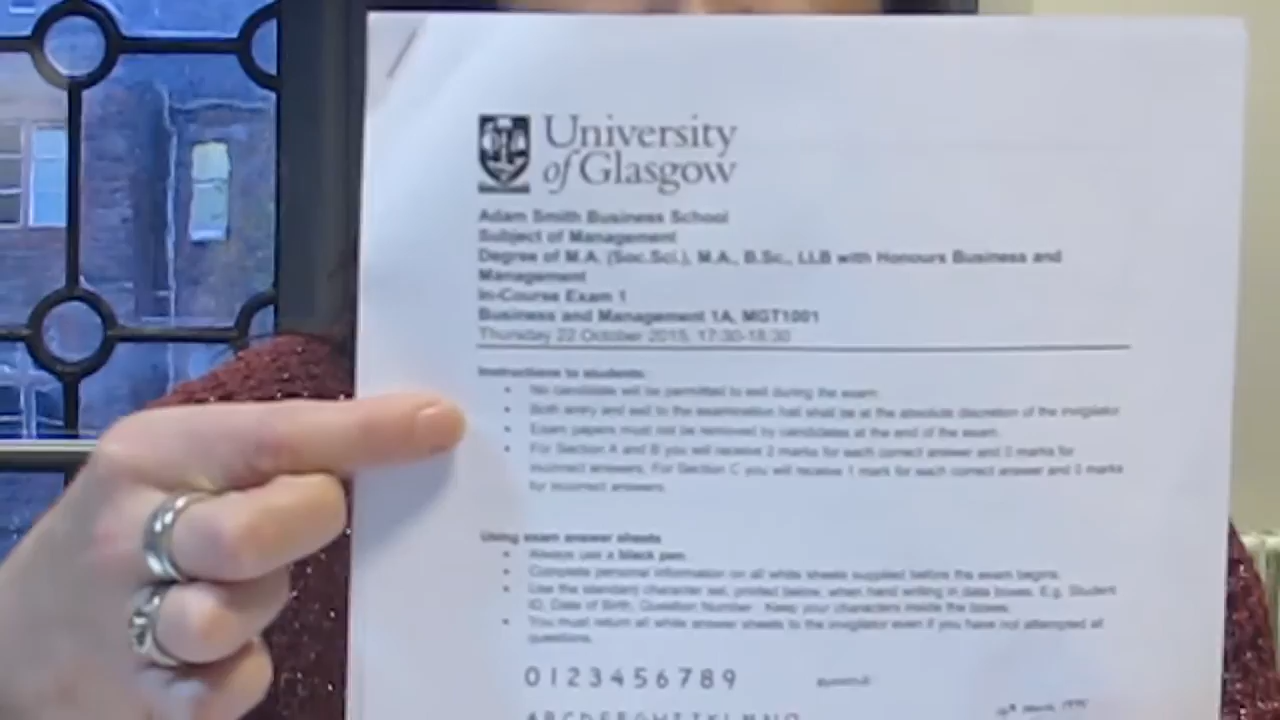 University
of Glasgow
Adam Smith Business School
Subject of Management
Degree of M.A. (Soc.Sci.), M.A., B.Sc., LLB with Honours Business and
Management
In-Course Exam 1
Business and Management 1A, MGT1001
Thursday 22 October 2015, 17:30-18:30
Instructions to students:
• No candidate will be permitted to exit during the exam.
• Both entry and exit to the examination hall shall be at the absolute discretion of the invigilator
• Exam papers must not be removed by candidates at the end of the exam.
• For Section A and B you will receive 2 marks for each correct answer and 0 marks for
incorrect answers. For Section C you will receive 1 mark for each correct answer and 0 marks
for incorrect answers.
Using exam answer sheets
• Always use a black pen.
• Complete personal information on all white sheets supplied before the exam begins.
• Use the standard character set, printed below, when hand writing in data boxes. E.g. Student
ID, Date of Birth, Question Number. Keep your characters inside the boxes.
• You must return all white answer sheets to the invigilator even if you have not attempted all
questions.
0 1 2 3 4 5 6 7 8 9